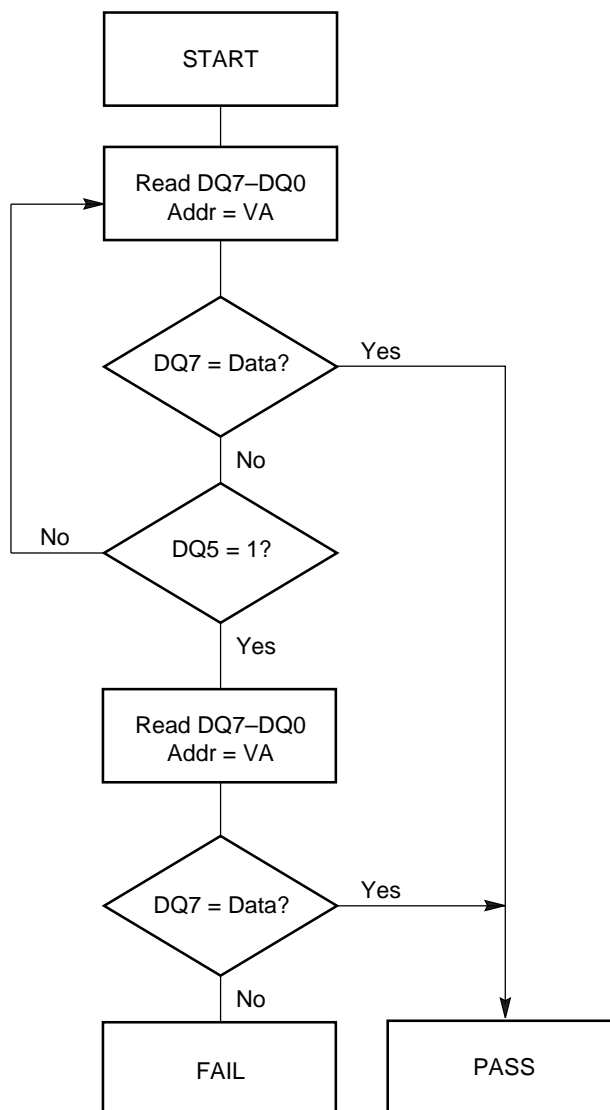 START
Read DQ7–DQ0
Addr = VA
DQ7 = Data?
Yes
No
No
DQ5 = 1?
Yes
Read DQ7–DQ0
Addr = VA
DQ7 = Data?
Yes
No
FAIL
PASS